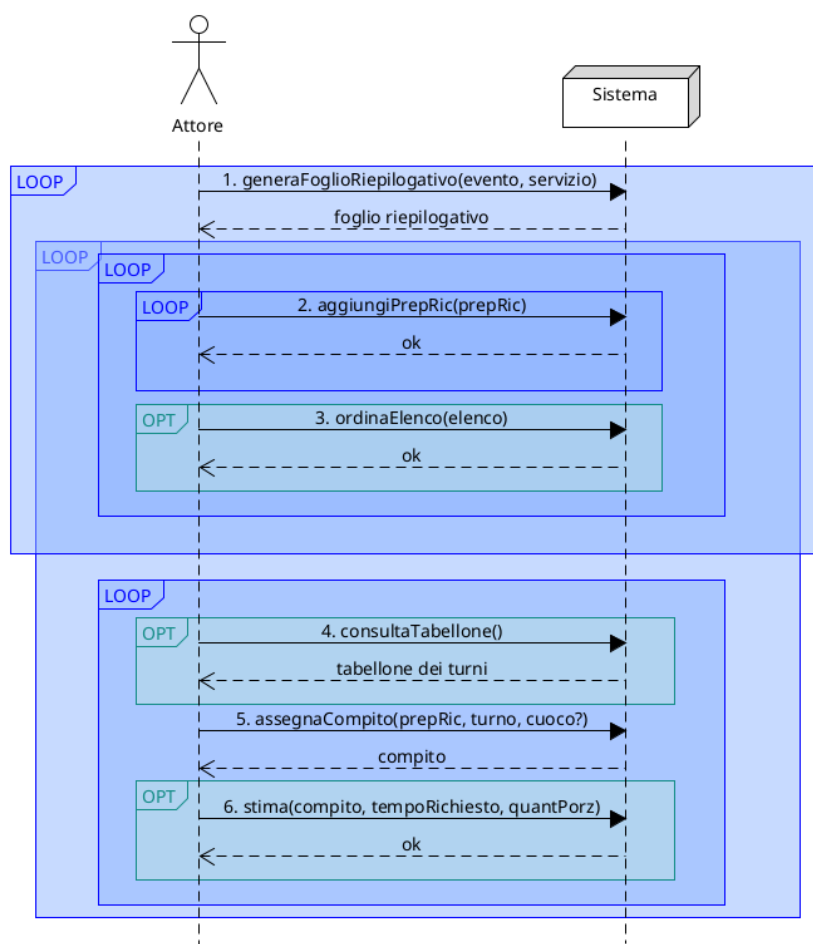 Attore
Sistema
LOOP
1. generaFoglioRiepilogativo(evento, servizio)
foglio riepilogativo
LOOP
LOOP
LOOP
2. aggiungiPrepRic(prepRic)
ok
OPT
3. ordinaElenco(elenco)
ok
LOOP
OPT
4. consultaTabellone()
tabellone dei turni
5. assegnaCompito(prepRic, turno, cuoco?)
compito
OPT
6. stima(compito, tempoRichiesto, quantPorz)
ok